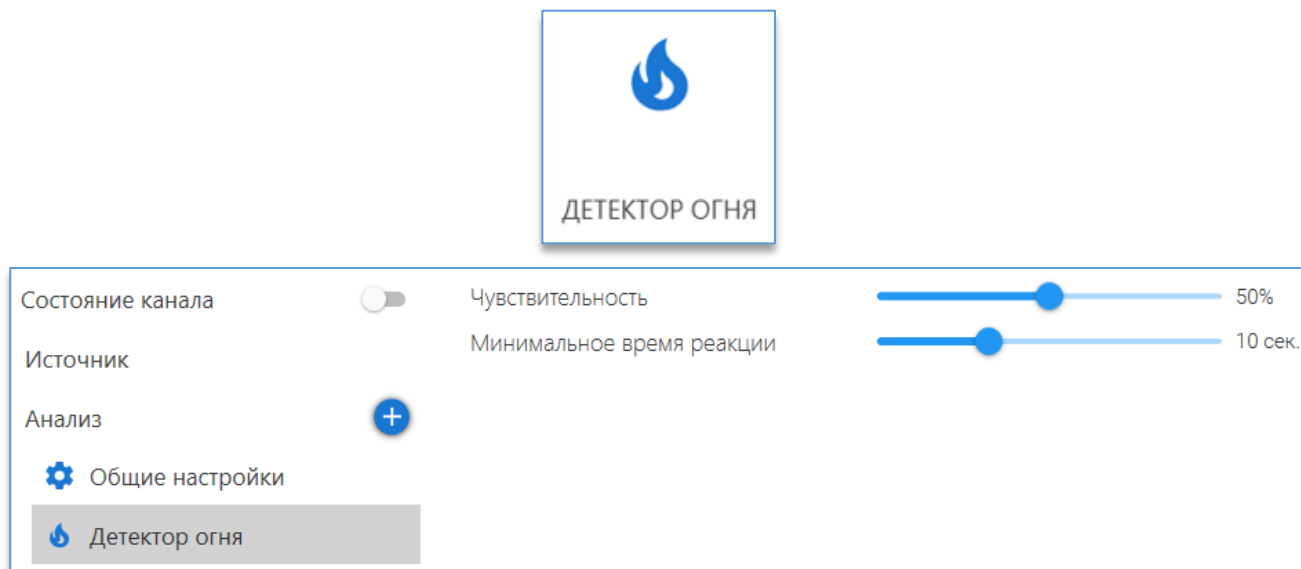 ДЕТЕКТОР ОГНЯ
Состояние канала
Чувствительность 50%
Минимальное время реакции 10 сек.
Источник
Анализ
Общие настройки
Детектор огня